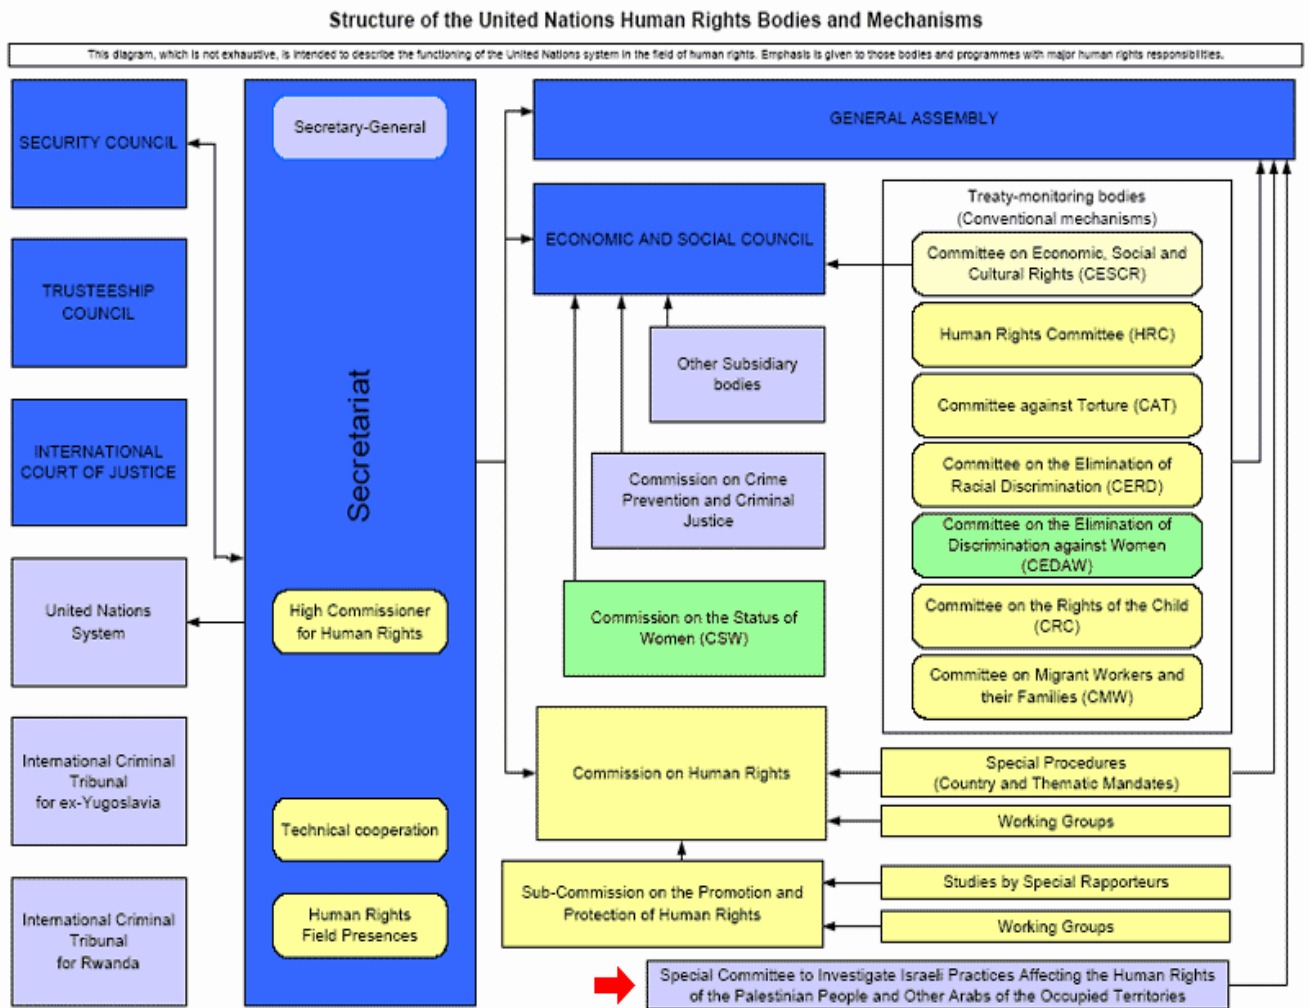 Structure of the United Nations Human Rights Bodies and Mechanisms
This diagram, which is not exhaustive, is intended to describe the functioning of the United Nations system in the field of human rights. Emphasis is given to those bodies and programmes with major human rights responsibilities.
SECURITY COUNCIL
TRUSTEESHIP
COUNCIL
INTERNATIONAL
COURT OF JUSTICE
United Nations
System
International Criminal
Tribunal
for ex-Yugoslavia
International Criminal
Tribunal
for Rwanda
Secretary-General
Secretariat
High Commissioner
for Human Rights
Technical cooperation
Human Rights
Field Presences
GENERAL ASSEMBLY
ECONOMIC AND SOCIAL COUNCIL
Other Subsidiary
bodies
Commission on Crime
Prevention and Criminal
Justice
Commission on the Status of
Women (CSW)
Commission on Human Rights
Sub-Commission on the Promotion and
Protection of Human Rights
Treaty-monitoring bodies
(Conventional mechanisms)
Committee on Economic, Social and
Cultural Rights (CESCR)
Human Rights Committee (HRC)
Committee against Torture (CAT)
Committee on the Elimination of
Racial Discrimination (CERD)
Committee on the Elimination of
Discrimination against Women
(CEDAW)
Committee on the Rights of the Child
(CRC)
Committee on Migrant Workers and
their Families (CMW)
Special Procedures
(Country and Thematic Mandates)
Working Groups
Studies by Special Rapporteurs
Working Groups
Special Committee to Investigate Israeli Practices Affecting the Human Rights
of the Palestinian People and Other Arabs of the Occupied Territories